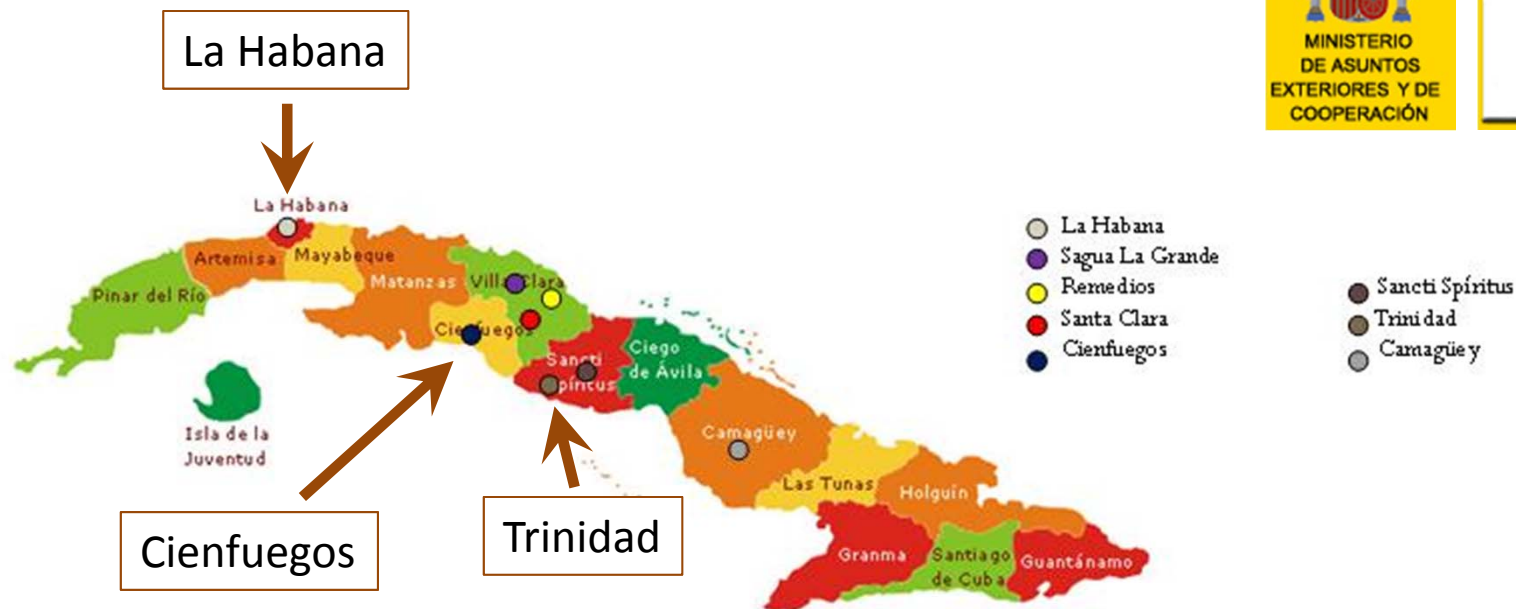 La Habana
MINISTERIO
DE ASUNTOS
EXTERIORES Y DE
COOPERACIÓN
La Habana
Artemisa
Mayabeque
Matanzas
Villa Clara
Pinar del Río
Cienfuegos
Sancti
Spíritus
Ciego
de Ávila
Isla de la
Juventud
Camagüey
Las Tunas
Holguín
Granma
Santiago
de Cuba
Guantánamo
La Habana
Sagua La Grande
Remedios
Santa Clara
Cienfuegos
Sancti Spíritus
Trinidad
Camagüey
Cienfuegos
Trinidad